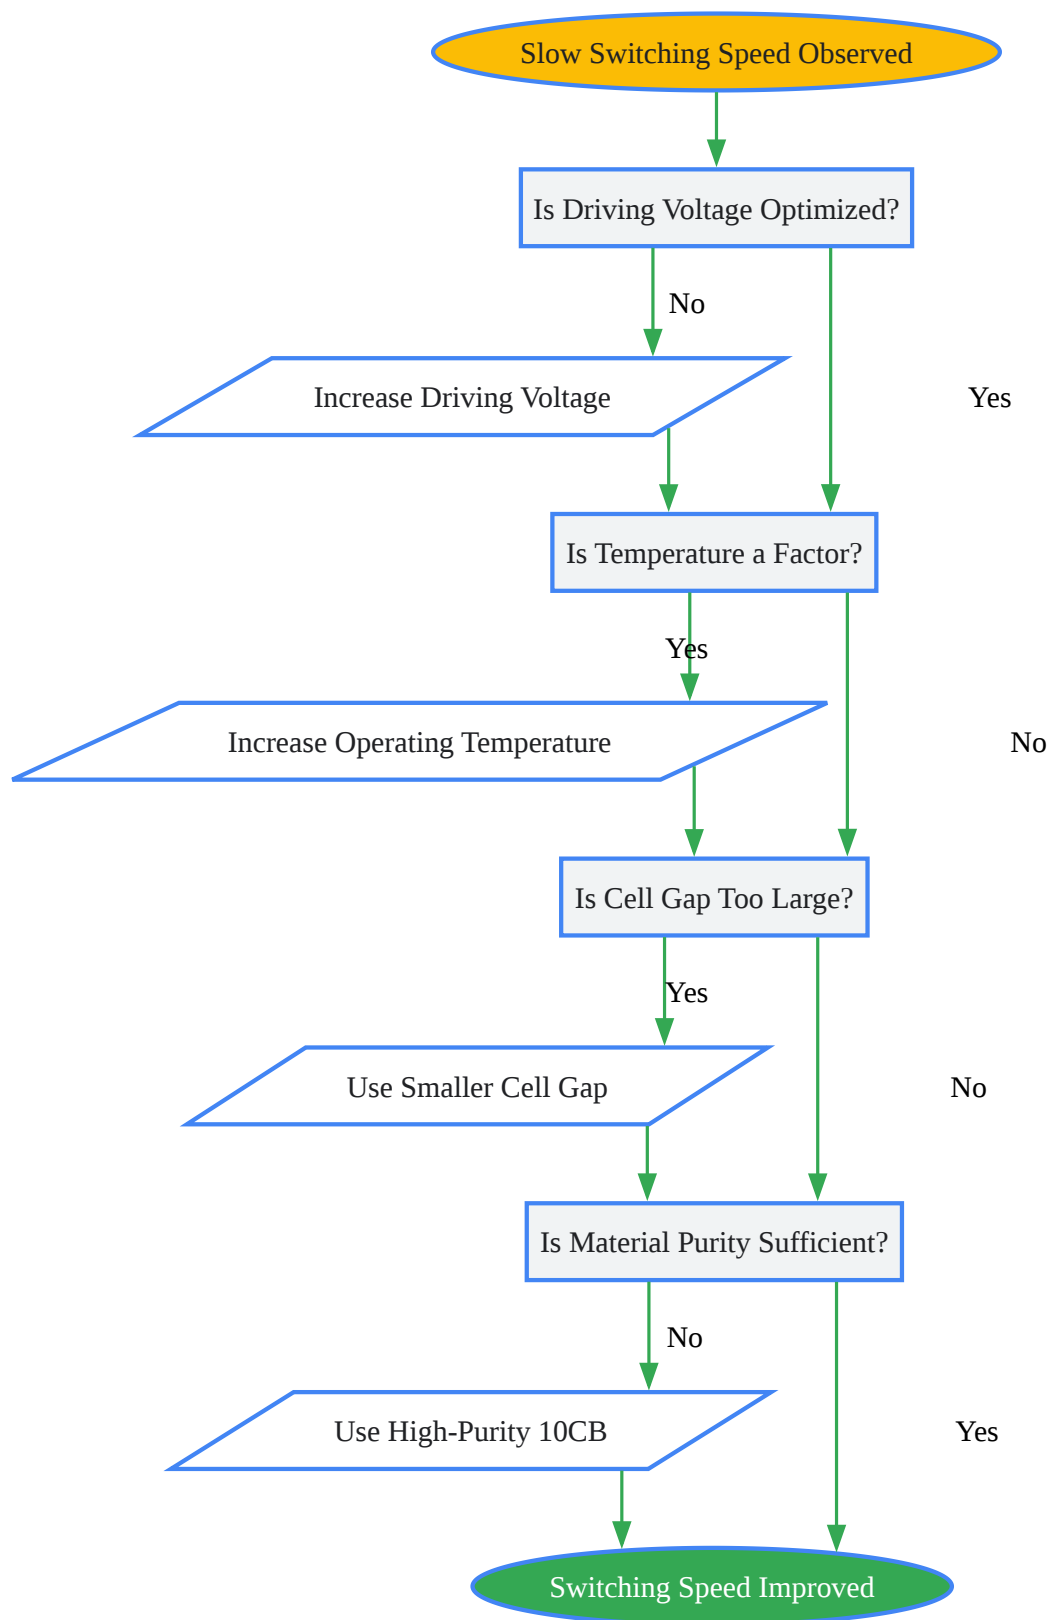 Slow Switching Speed Observed
Is Driving Voltage Optimized?
No
Increase Driving Voltage
Yes
Is Temperature a Factor?
Yes
Increase Operating Temperature
No
Is Cell Gap Too Large?
Yes
Use Smaller Cell Gap
No
Is Material Purity Sufficient?
No
Use High-Purity 10CB
Yes
Switching Speed Improved